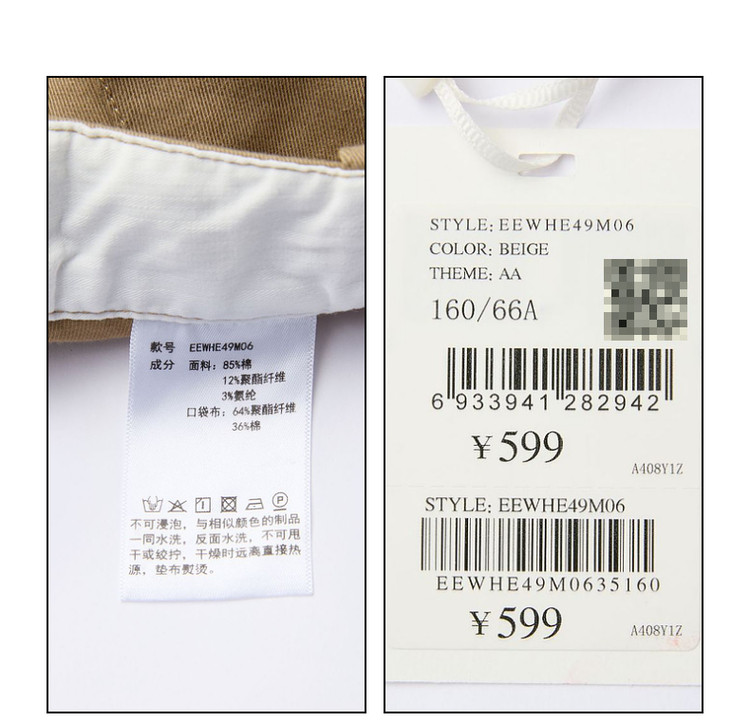 款号 EEWHE49M06
成分 面料: 85%棉
12%聚酯纤维
3%氨纶
口袋布: 64%聚酯纤维
36%棉
P
不可浸泡，与相似颜色的制品
一同水洗，反面水洗，不可甩
干或绞拧，干燥时远离直接热
源，垫布熨烫。
STYLE: EEWHE49M06
COLOR: BEIGE
THEME: AA
160/66A
6 933941 282942
¥599
A408Y1Z
STYLE: EEWHE49M06
EEWHE49M0635160
¥599
A408Y1Z